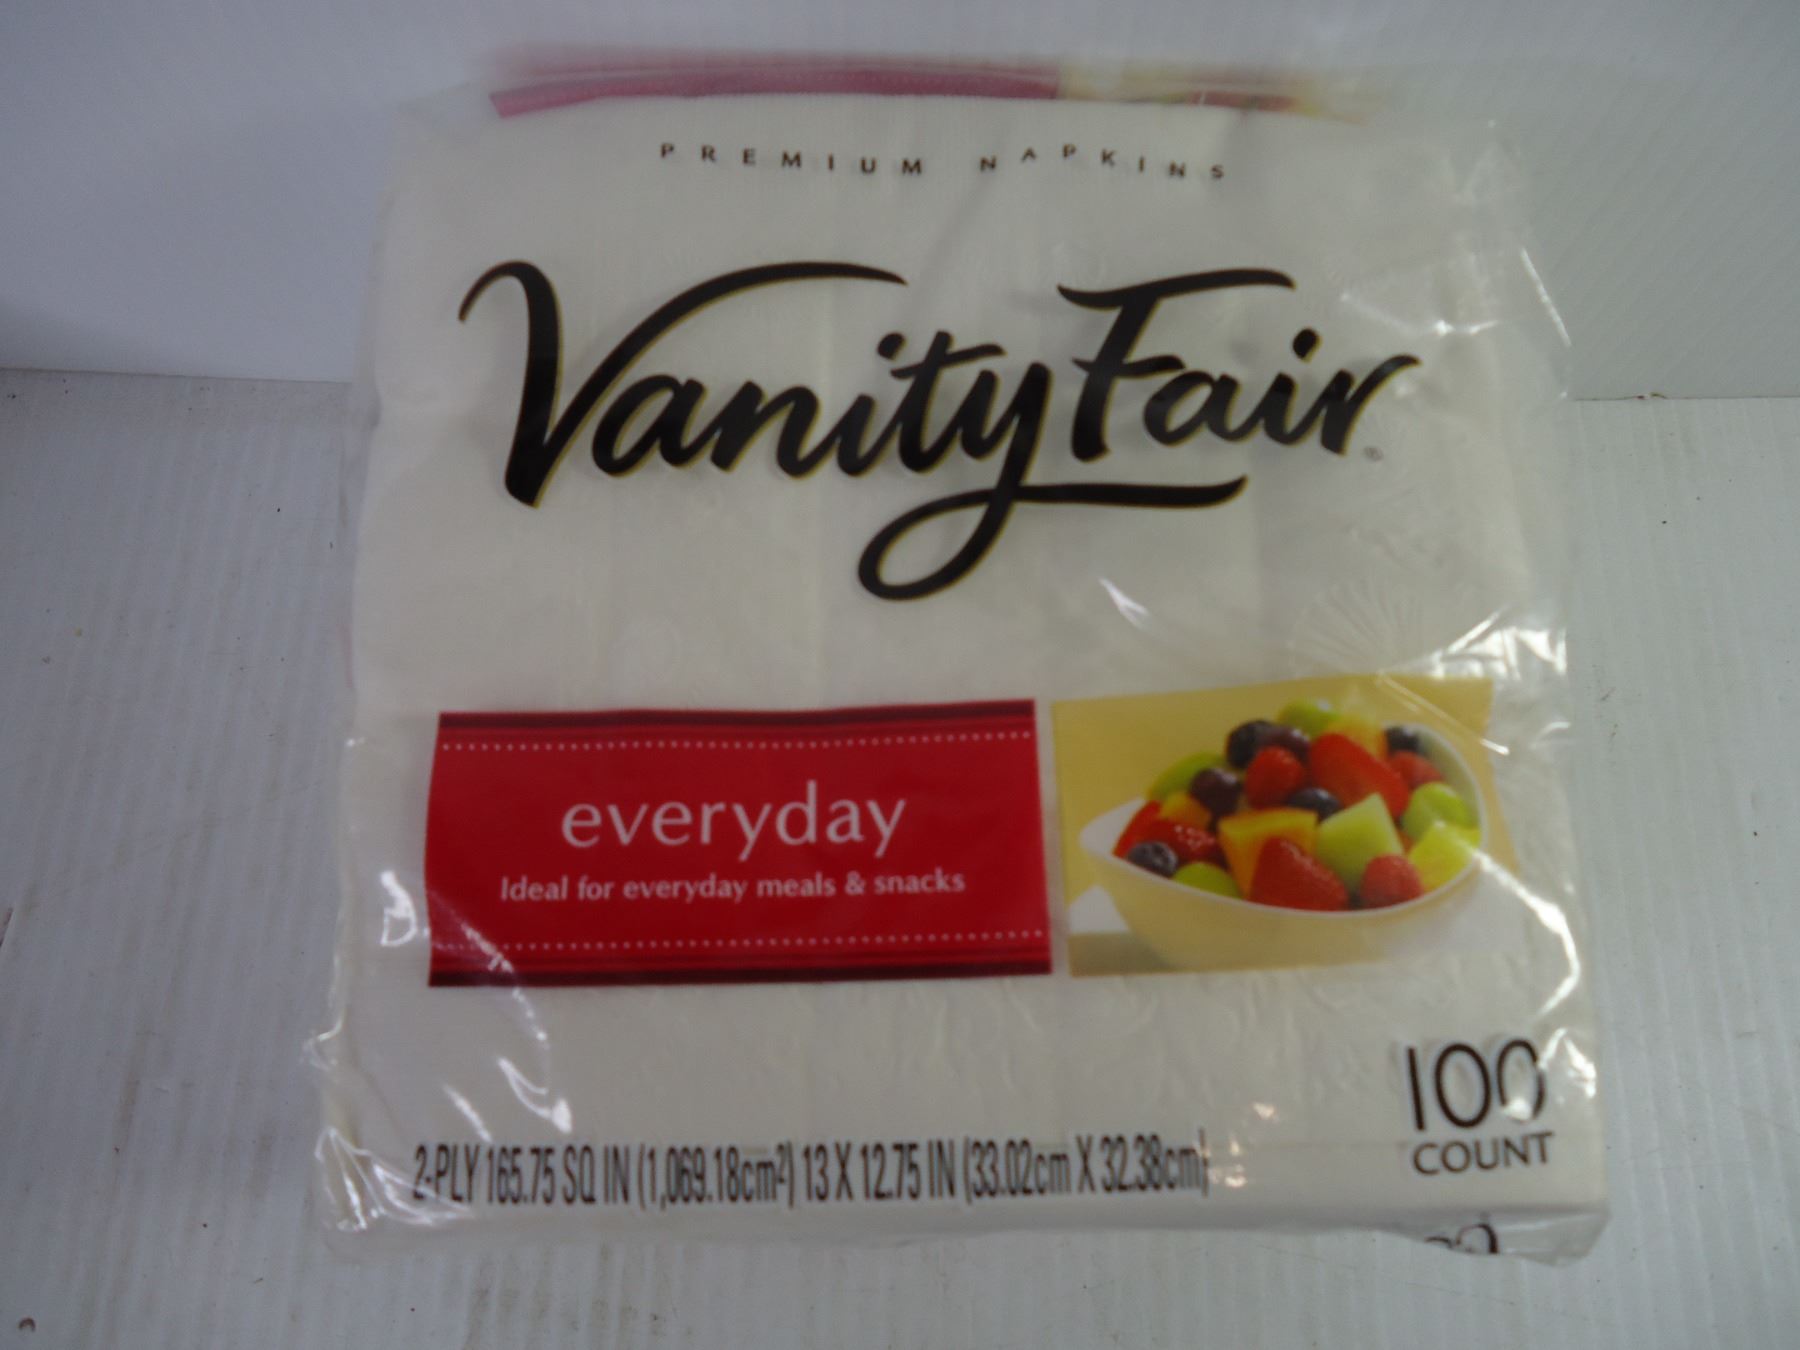 PREMIUM NAPKINS
VanityFair®
everyday
Ideal for everyday meals & snacks
100
COUNT
2-PLY 165.75 SQ IN (1,069.18cm²) 13 X 12.75 IN (33.02cm X 32.38cm)